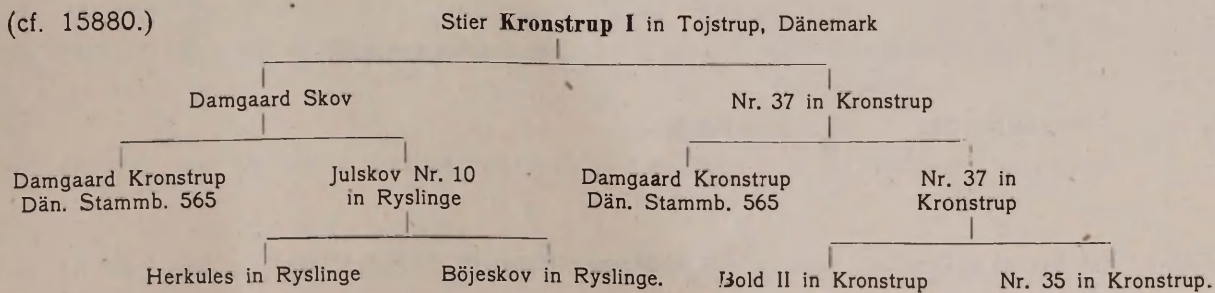 (cf. 15880.)
Stier Kronstrup I in Tojstrup, Dänemark
Damgaard Skov
Nr. 37 in Kronstrup
Damgaard Kronstrup
Dän. Stammb. 565
Julskov Nr. 10
in Ryslinge
Damgaard Kronstrup
Dän. Stammb. 565
Nr. 37 in
Kronstrup
Herkules in Ryslinge
Böjeskov in Ryslinge.
Bold II in Kronstrup
Nr. 35 in Kronstrup.